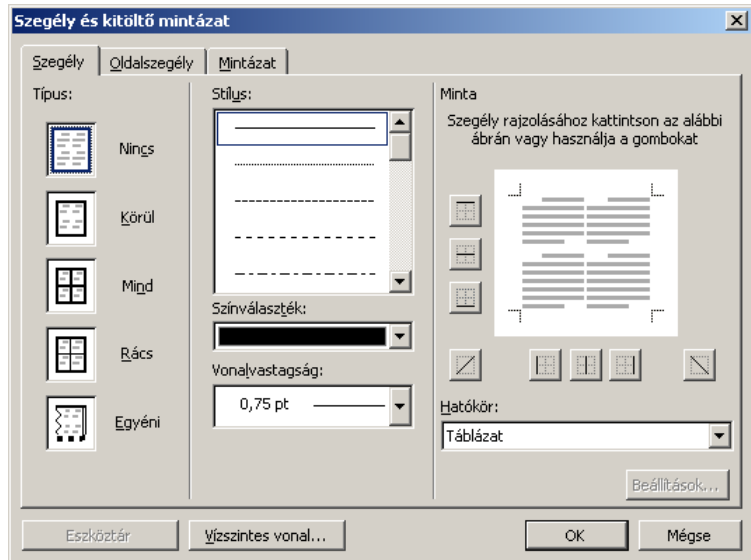 Szegély és kitöltő mintázat
Szegély
Oldalszegély
Mintázat
Típus:
Nincs
Körül
Mind
Rács
Egyéni
Stílus:
Színválaszték:
Vonalvastagság:
0,75 pt
Minta
Szegély rajzolásához kattintson az alábbi
ábrán vagy használja a gombokat
Hatókör:
Táblázat
Beállítások...
Eszköztár
Vízszintes vonal...
OK
Mégse